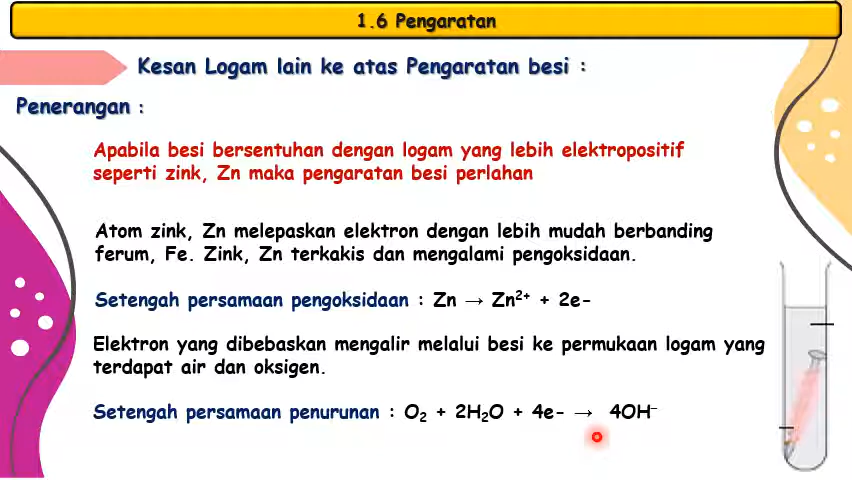 1.6 Pengaratan
Kesan Logam lain ke atas Pengaratan besi :
Penerangan :
Apabila besi bersentuhan dengan logam yang lebih elektropositif
seperti zink, Zn maka pengaratan besi perlahan
Atom zink, Zn melepaskan elektron dengan lebih mudah berbanding
ferum, Fe. Zink, Zn terkakis dan mengalami pengoksidaan.
Setengah persamaan pengoksidaan : Zn → Zn²⁺ + 2e-
Elektron yang dibebaskan mengalir melalui besi ke permukaan logam yang
terdapat air dan oksigen.
Setengah persamaan penurunan : O₂ + 2H₂O + 4e- → 4OH⁻